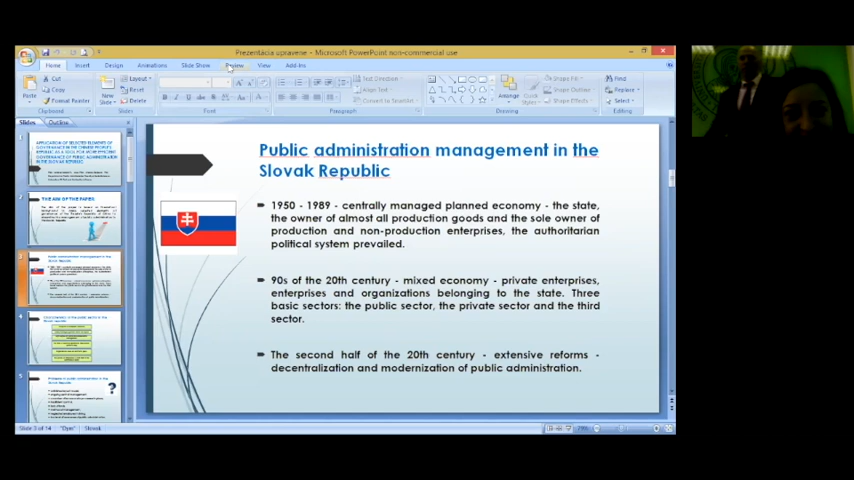 Prezentácia upravene - Microsoft PowerPoint non-commercial use
Home Insert Design Animations Slide Show Review View Add-Ins
Paste
Cut
Copy
Format Painter
Clipboard
New Slide
Layout
Reset
Delete
Slides
Font
Paragraph
Text Direction
Align Text
Convert to SmartArt
Arrange
Quick Styles
Shape Fill
Shape Outline
Shape Effects
Drawing
Find
Replace
Select
Editing
Slides Outline
1
2
THE AIM OF THE PAPER
3
4
5
Public administration management in the
Slovak Republic
1950 - 1989 - centrally managed planned economy - the state,
the owner of almost all production goods and the sole owner of
production and non-production enterprises, the authoritarian
political system prevailed.
90s of the 20th century - mixed economy - private enterprises,
enterprises and organizations belonging to the state. Three
basic sectors: the public sector, the private sector and the third
sector.
The second half of the 20th century - extensive reforms -
decentralization and modernization of public administration.
Slide 3 of 14 "Dym" Slovak